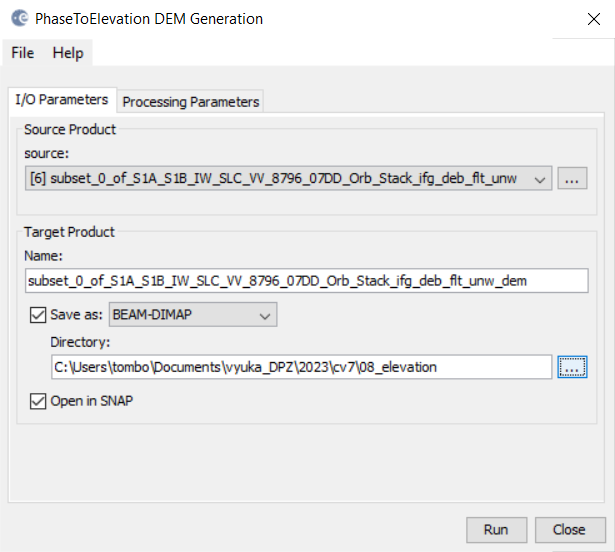 PhaseToElevation DEM Generation
File Help
I/O Parameters Processing Parameters
Source Product
source:
[6] subset_0_of_S1A_S1B_IW_SLC_VV_8796_07DD_Orb_Stack_ifg_deb_flt_unw ...
Target Product
Name:
subset_0_of_S1A_S1B_IW_SLC_VV_8796_07DD_Orb_Stack_ifg_deb_flt_unw_dem
Save as: BEAM-DIMAP
Directory:
C:\Users\tombo\Documents\vyuka_DPZ\2023\cv7\08_elevation ...
Open in SNAP
Run Close